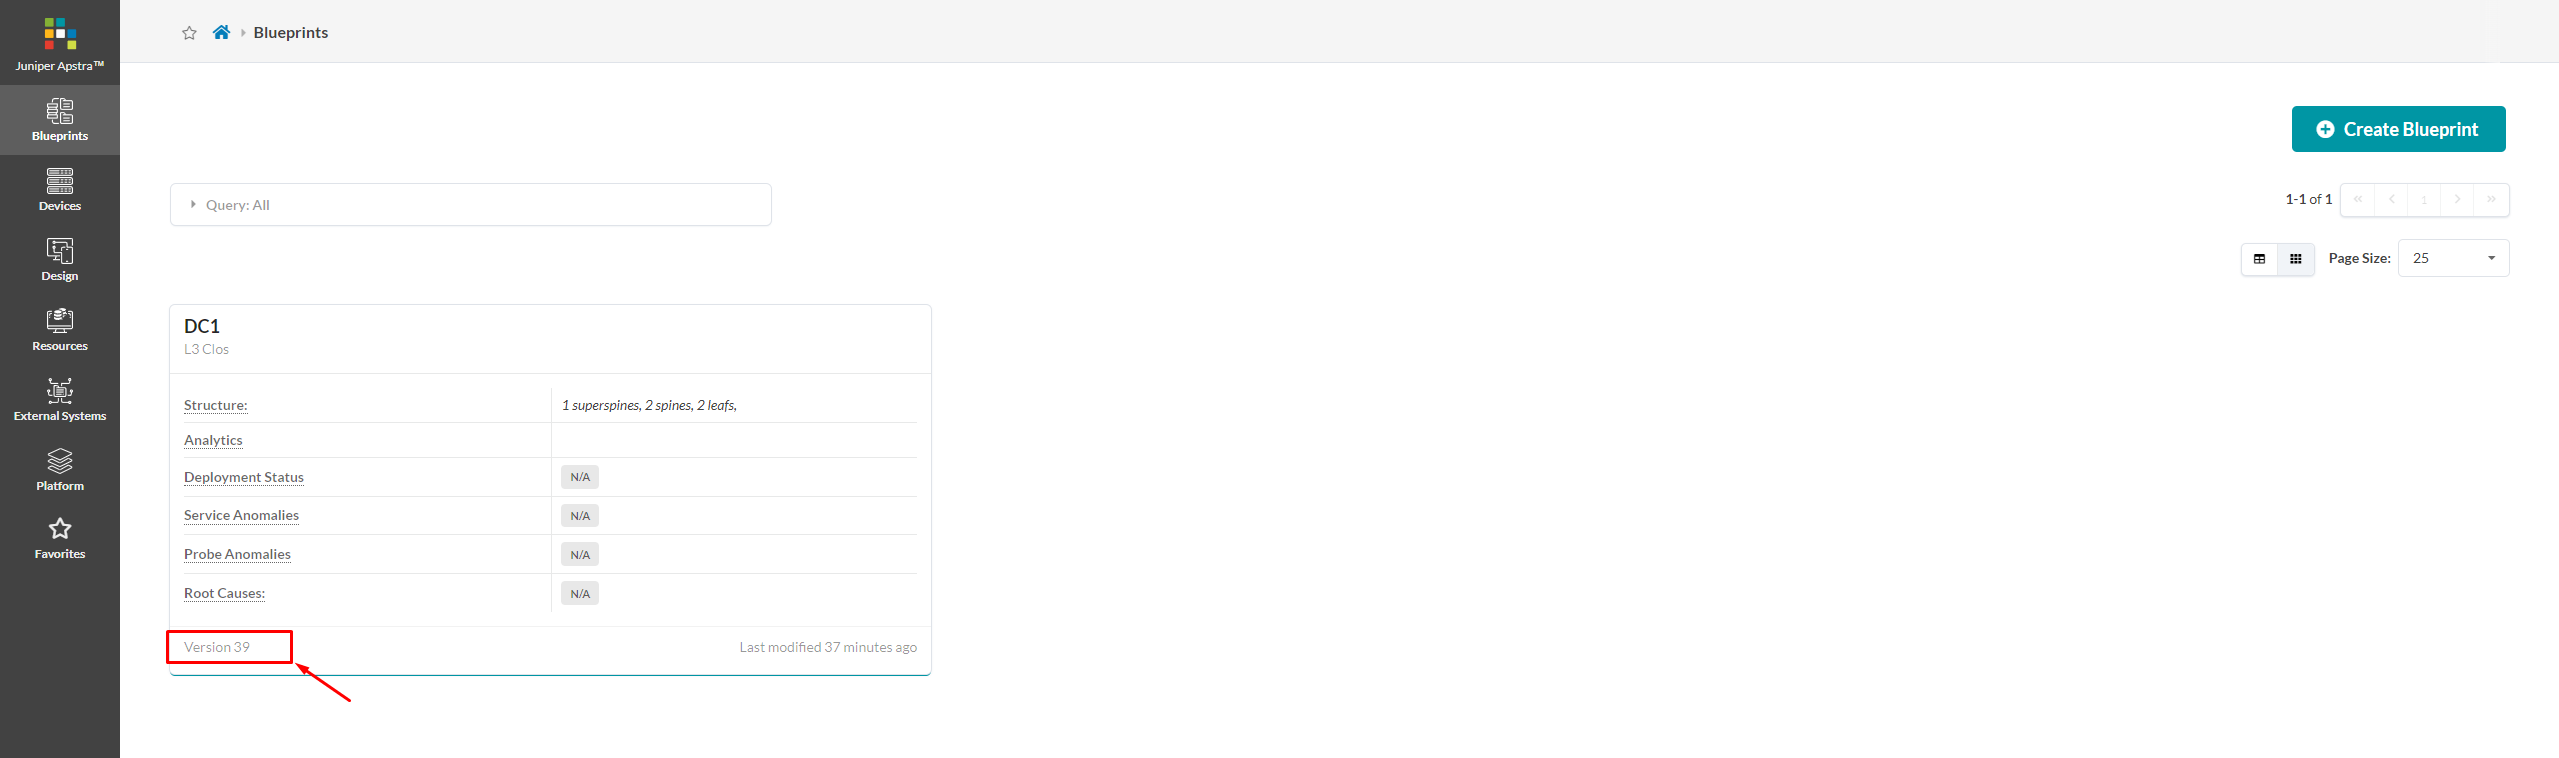 Juniper Apstra™
Blueprints
Devices
Design
Resources
External Systems
Platform
Favorites
Blueprints
Create Blueprint
Query: All
1-1 of 1
1
Page Size: 25
DC1
L3 Clos
Structure: 1 superspines, 2 spines, 2 leafs,
Analytics
Deployment Status N/A
Service Anomalies N/A
Probe Anomalies N/A
Root Causes: N/A
Version 39 Last modified 37 minutes ago